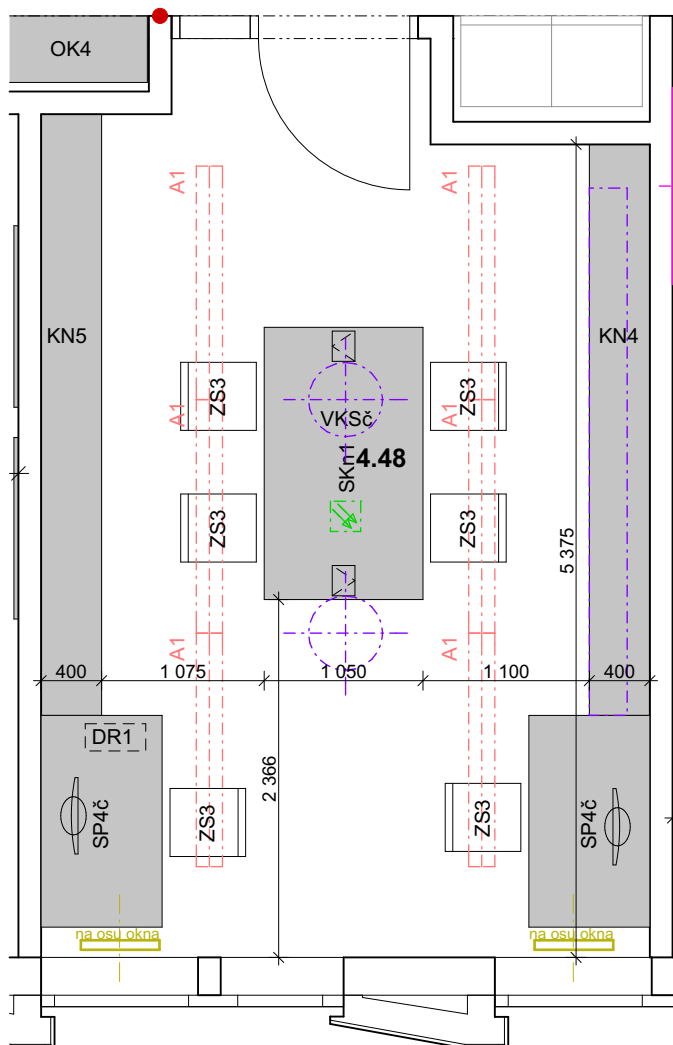 OK4
A1
A1
KN5
KN4
ZS3
ZS3
A1
A1
VKSč
4.48
SKn1
ZS3
ZS3
5 375
A1
A1
400
1 075
1 050
1 100
400
DR1
2 366
SP4č
ZS3
ZS3
SP4č
na osu okna
na osu okna